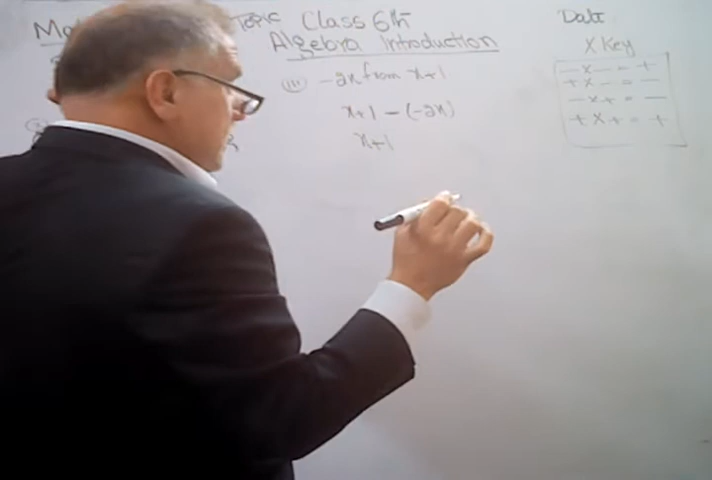 TOPIC Class 6th
Algebra Introduction
(iii) -2x from x+1
x+1 - (-2x)
x+1
Date
X Key
- x - = +
+ x - = -
- x + = -
+ x + = +